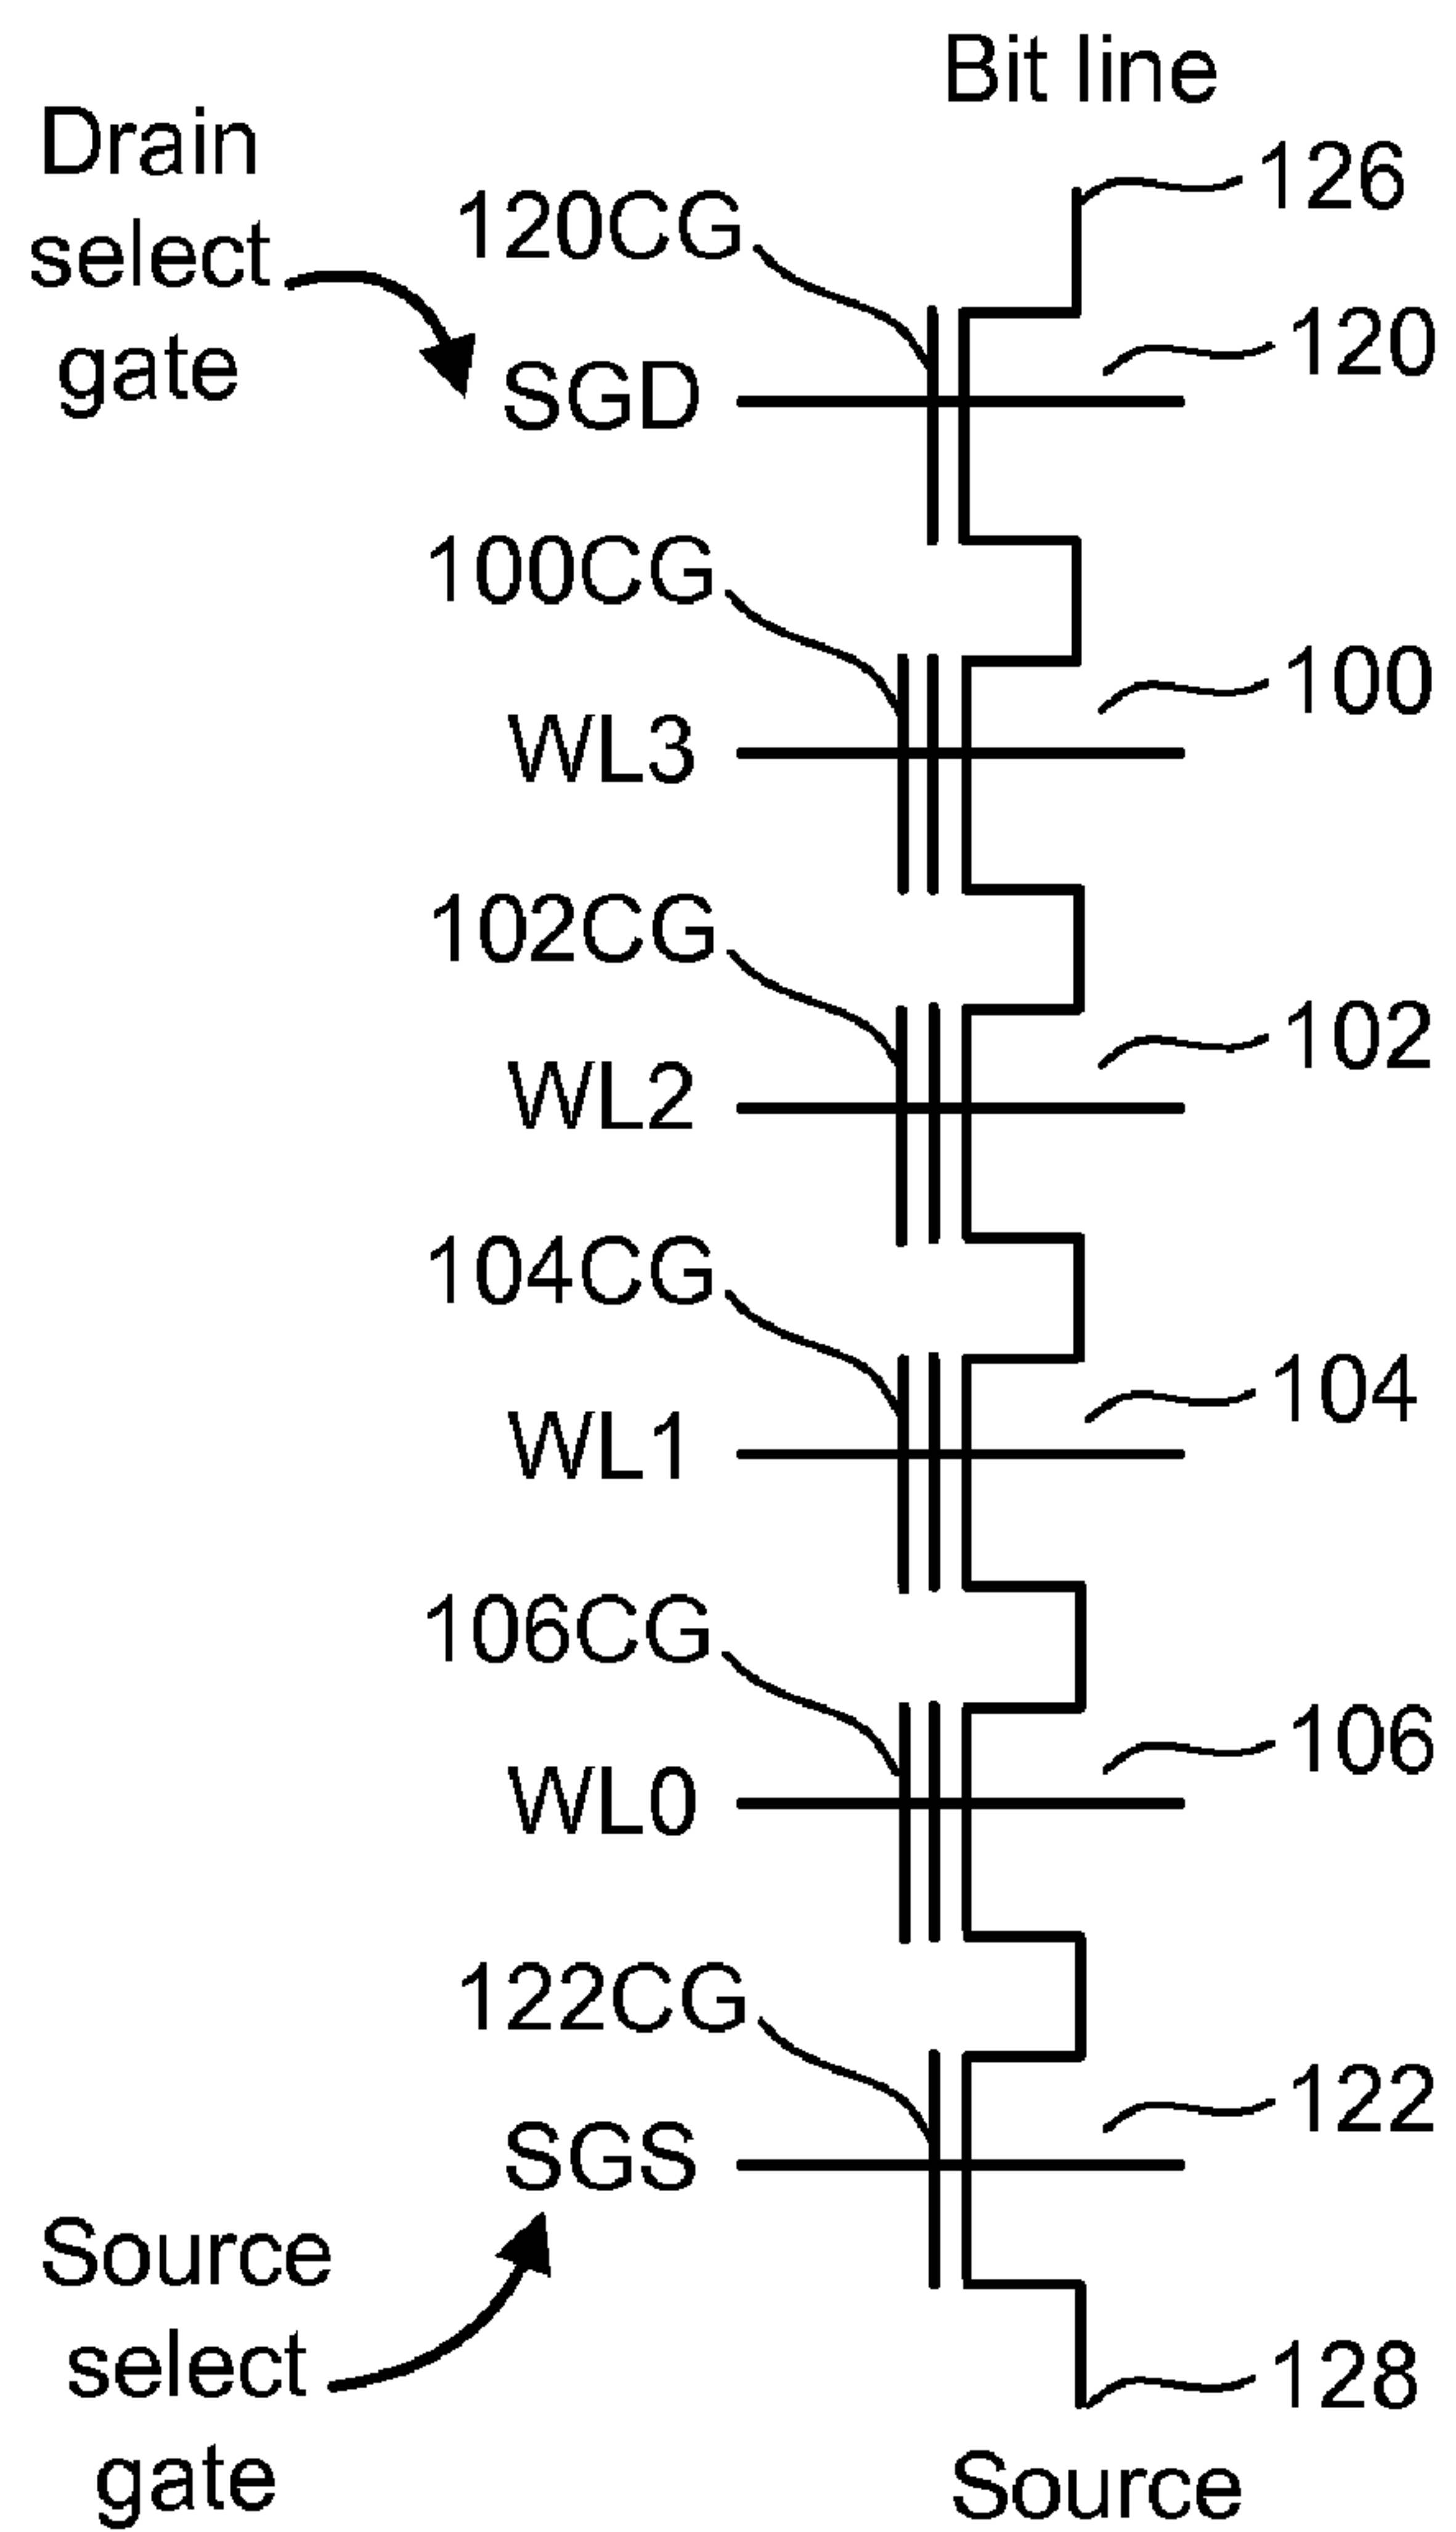 Bit line
Drain
select
gate
126
120CG
120
SGD
100CG
100
WL3
102CG
102
WL2
104CG
104
WL1
106CG
106
WL0
122CG
122
SGS
Source
select
gate
128
Source